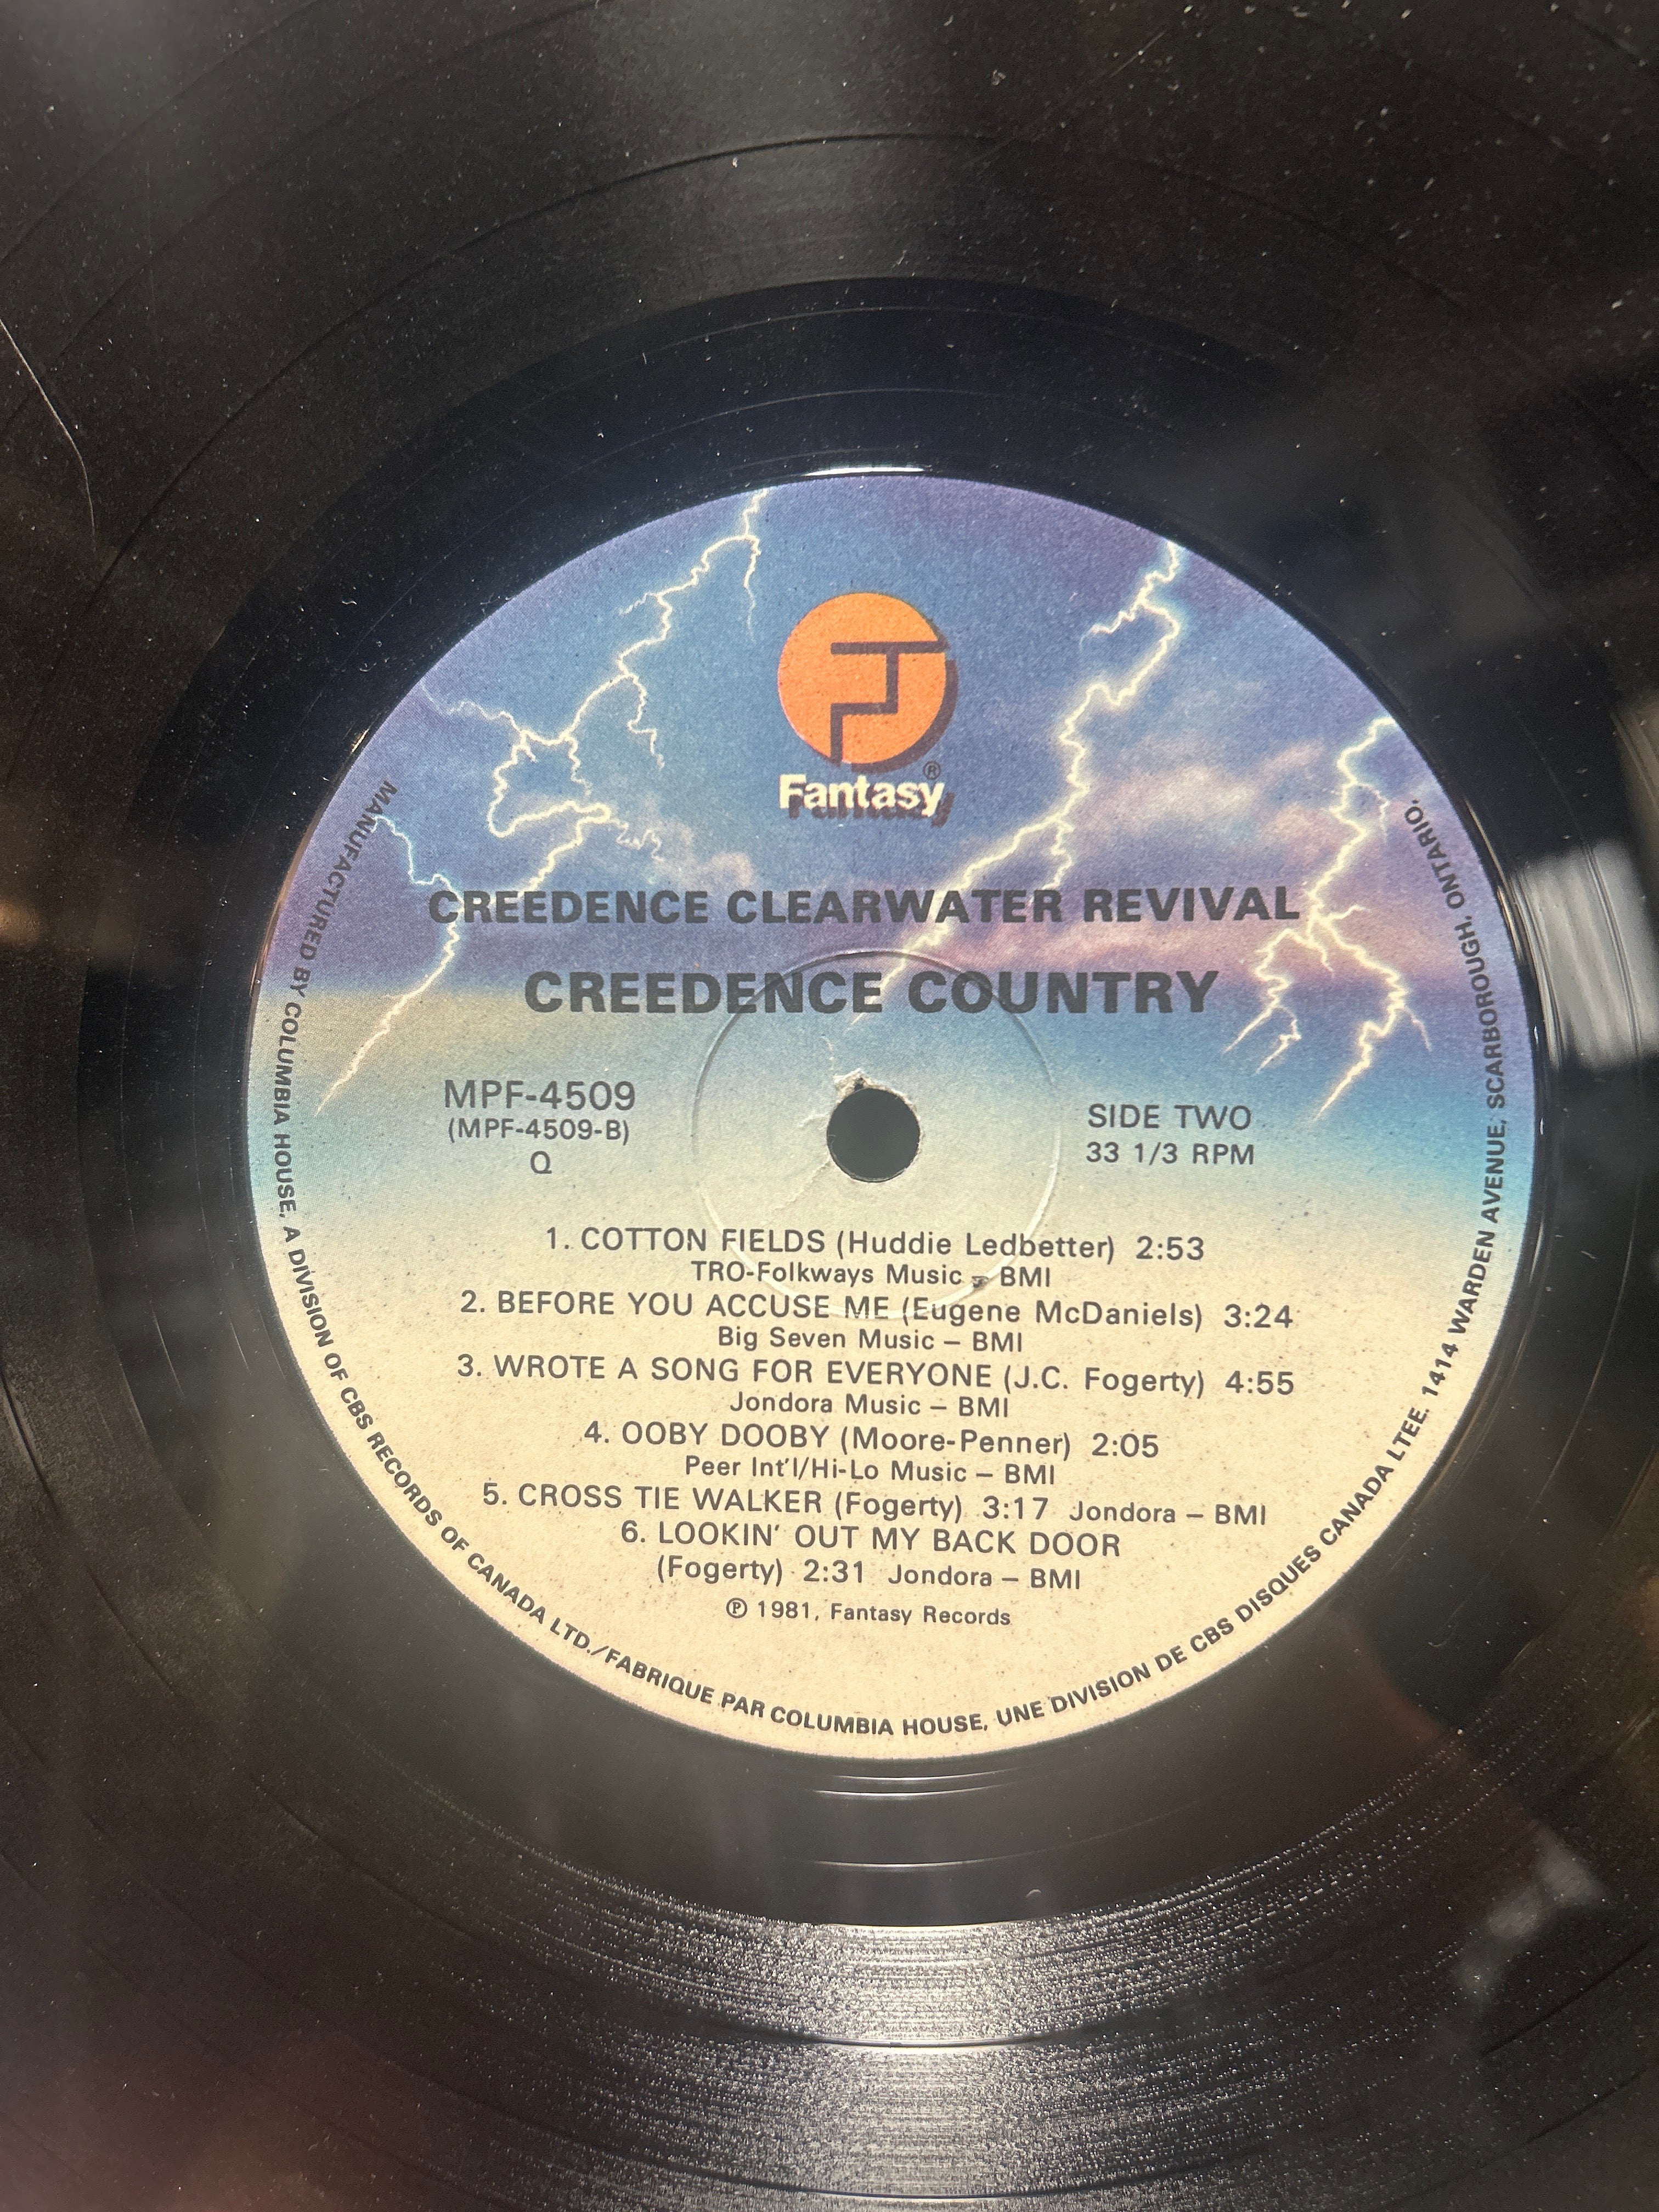 Fantasy®
CREEDENCE CLEARWATER REVIVAL
CREEDENCE COUNTRY
MPF-4509
(MPF-4509-B)
Q
SIDE TWO
33 1/3 RPM
1. COTTON FIELDS (Huddie Ledbetter) 2:53
TRO-Folkways Music – BMI
2. BEFORE YOU ACCUSE ME (Eugene McDaniels) 3:24
Big Seven Music – BMI
3. WROTE A SONG FOR EVERYONE (J.C. Fogerty) 4:55
Jondora Music – BMI
4. OOBY DOOBY (Moore-Penner) 2:05
Peer Int'l/Hi-Lo Music – BMI
5. CROSS TIE WALKER (Fogerty) 3:17 Jondora – BMI
6. LOOKIN' OUT MY BACK DOOR
(Fogerty) 2:31 Jondora – BMI
℗ 1981, Fantasy Records
MANUFACTURED BY COLUMBIA HOUSE, A DIVISION OF CBS RECORDS OF CANADA LTD./FABRIQUE PAR COLUMBIA HOUSE, UNE DIVISION DE CBS DISQUES CANADA LTEE. 1414 WARDEN AVENUE, SCARBOROUGH, ONTARIO.